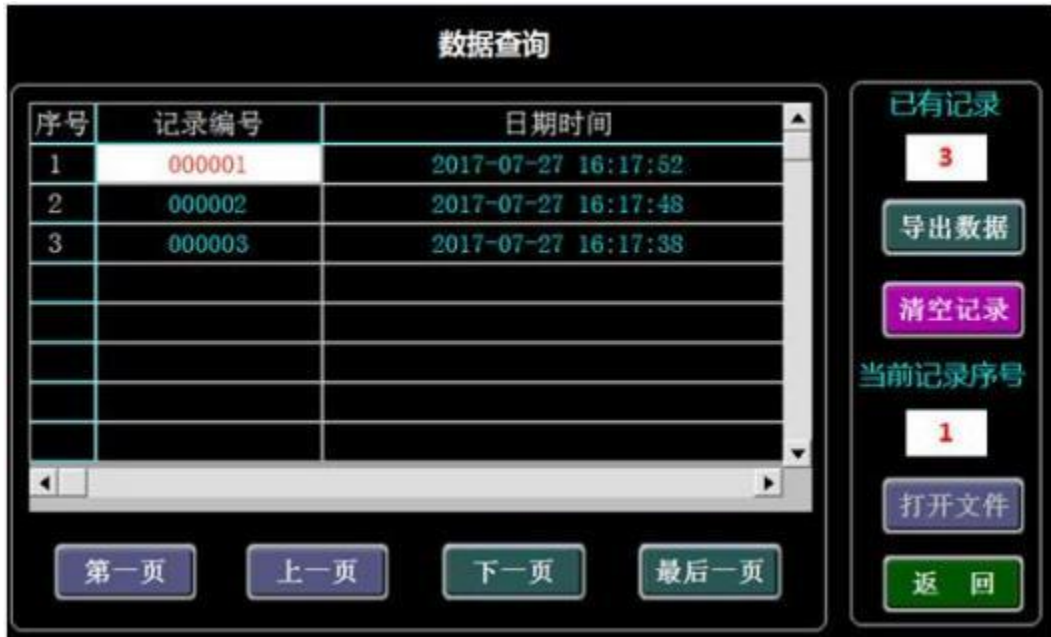 数据查询
序号 记录编号 日期时间
1 000001 2017-07-27 16:17:52
2 000002 2017-07-27 16:17:48
3 000003 2017-07-27 16:17:38
第一页 上一页 下一页 最后一页
已有记录
3
导出数据
清空记录
当前记录序号
1
打开文件
返 回